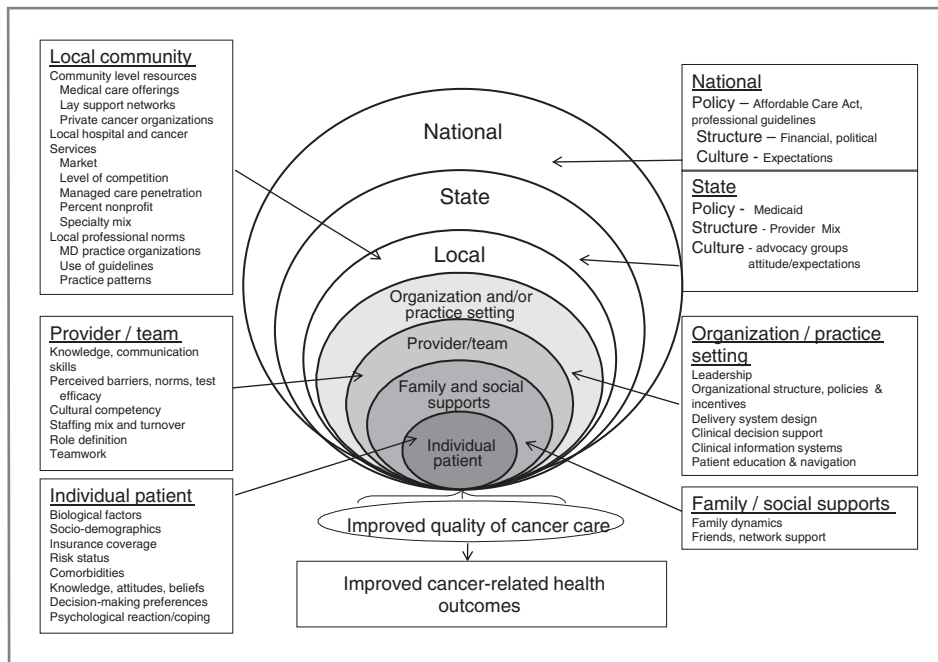 Local community
Community level resources
Medical care offerings
Lay support networks
Private cancer organizations
Local hospital and cancer
Services
Market
Level of competition
Managed care penetration
Percent nonprofit
Specialty mix
Local professional norms
MD practice organizations
Use of guidelines
Practice patterns
Provider / team
Knowledge, communication
skills
Perceived barriers, norms, test
efficacy
Cultural competency
Staffing mix and turnover
Role definition
Teamwork
Individual patient
Biological factors
Socio-demographics
Insurance coverage
Risk status
Comorbidities
Knowledge, attitudes, beliefs
Decision-making preferences
Psychological reaction/coping
National
State
Local
Organization and/or
practice setting
Provider/team
Family and social
supports
Individual
patient
Improved quality of cancer care
Improved cancer-related health
outcomes
National
Policy – Affordable Care Act,
professional guidelines
Structure – Financial, political
Culture - Expectations
State
Policy - Medicaid
Structure - Provider Mix
Culture - advocacy groups
attitude/expectations
Organization / practice
setting
Leadership
Organizational structure, policies &
incentives
Delivery system design
Clinical decision support
Clinical information systems
Patient education & navigation
Family / social supports
Family dynamics
Friends, network support